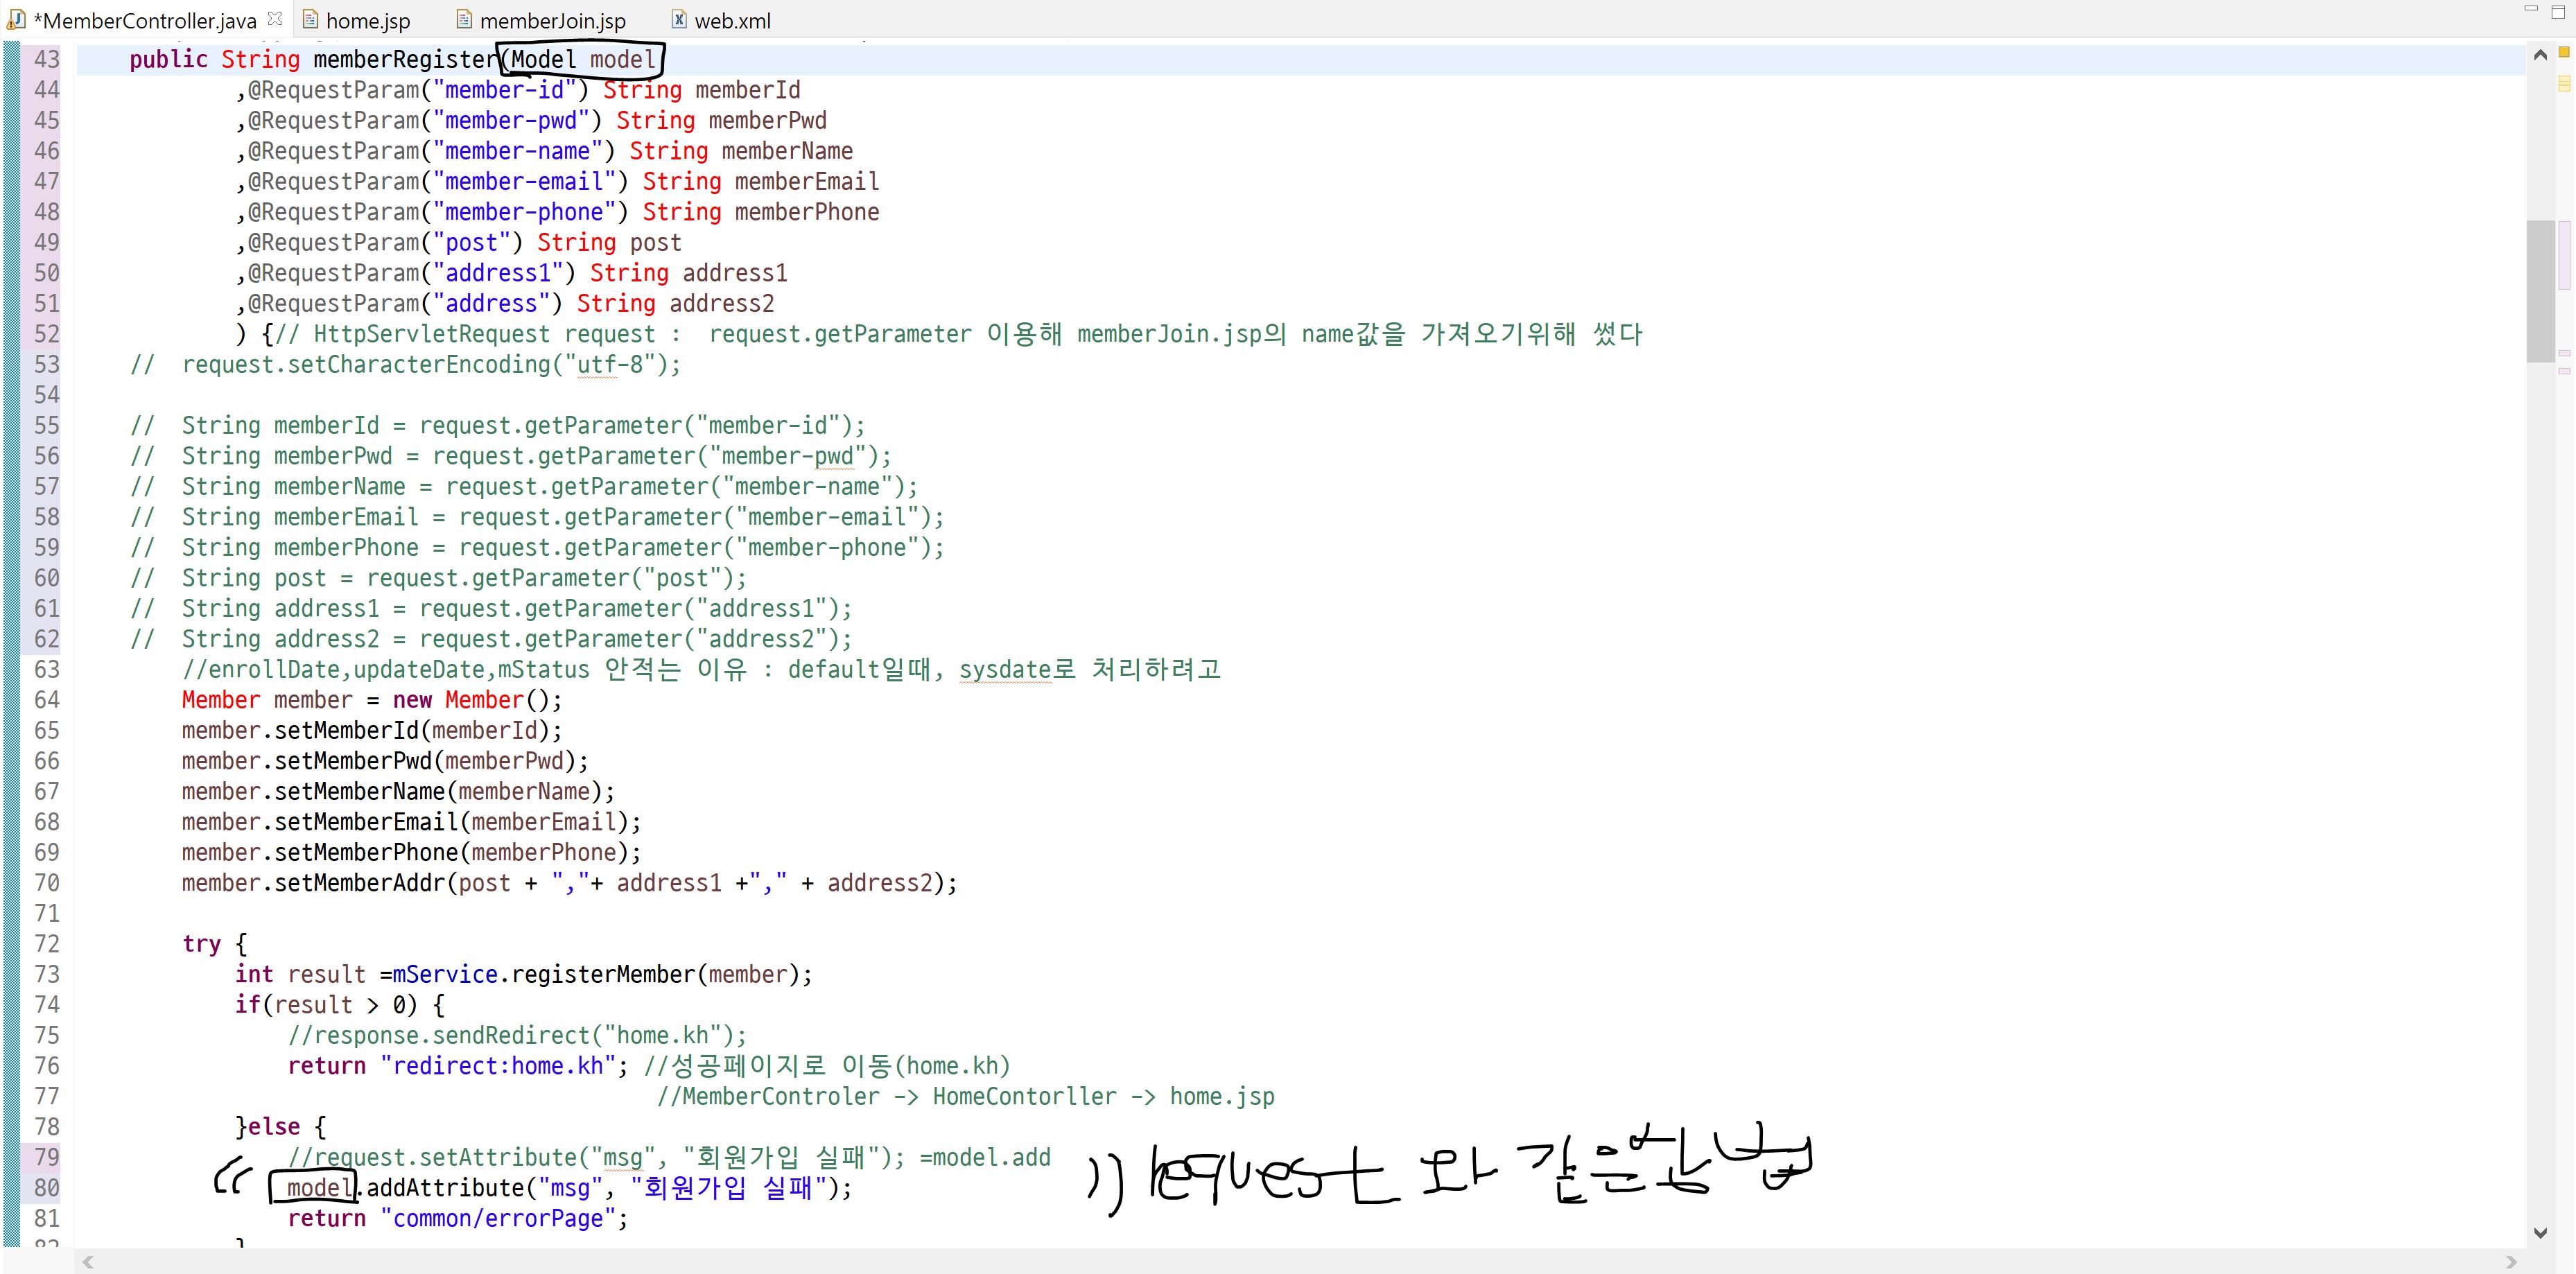 *MemberController.java
home.jsp
memberJoin.jsp
web.xml
43 public String memberRegister(Model model
44 ,@RequestParam("member-id") String memberId
45 ,@RequestParam("member-pwd") String memberPwd
46 ,@RequestParam("member-name") String memberName
47 ,@RequestParam("member-email") String memberEmail
48 ,@RequestParam("member-phone") String memberPhone
49 ,@RequestParam("post") String post
50 ,@RequestParam("address1") String address1
51 ,@RequestParam("address") String address2
52 ) {// HttpServletRequest request :  request.getParameter 이용해 memberJoin.jsp의 name값을 가져오기위해 썼다
53 //  request.setCharacterEncoding("utf-8");
54
55 //  String memberId = request.getParameter("member-id");
56 //  String memberPwd = request.getParameter("member-pwd");
57 //  String memberName = request.getParameter("member-name");
58 //  String memberEmail = request.getParameter("member-email");
59 //  String memberPhone = request.getParameter("member-phone");
60 //  String post = request.getParameter("post");
61 //  String address1 = request.getParameter("address1");
62 //  String address2 = request.getParameter("address2");
63 //enrollDate,updateDate,mStatus 안적는 이유 : default일때, sysdate로 처리하려고
64 Member member = new Member();
65 member.setMemberId(memberId);
66 member.setMemberPwd(memberPwd);
67 member.setMemberName(memberName);
68 member.setMemberEmail(memberEmail);
69 member.setMemberPhone(memberPhone);
70 member.setMemberAddr(post + ","+ address1 +"," + address2);
71
72 try {
73 int result =mService.registerMember(member);
74 if(result > 0) {
75 //response.sendRedirect("home.kh");
76 return "redirect:home.kh"; //성공페이지로 이동(home.kh)
77 //MemberControler -> HomeContorller -> home.jsp
78 }else {
79 //request.setAttribute("msg", "회원가입 실패"); =model.add
80 model.addAttribute("msg", "회원가입 실패");
request 와 같은
81 return "common/errorPage";
82 }